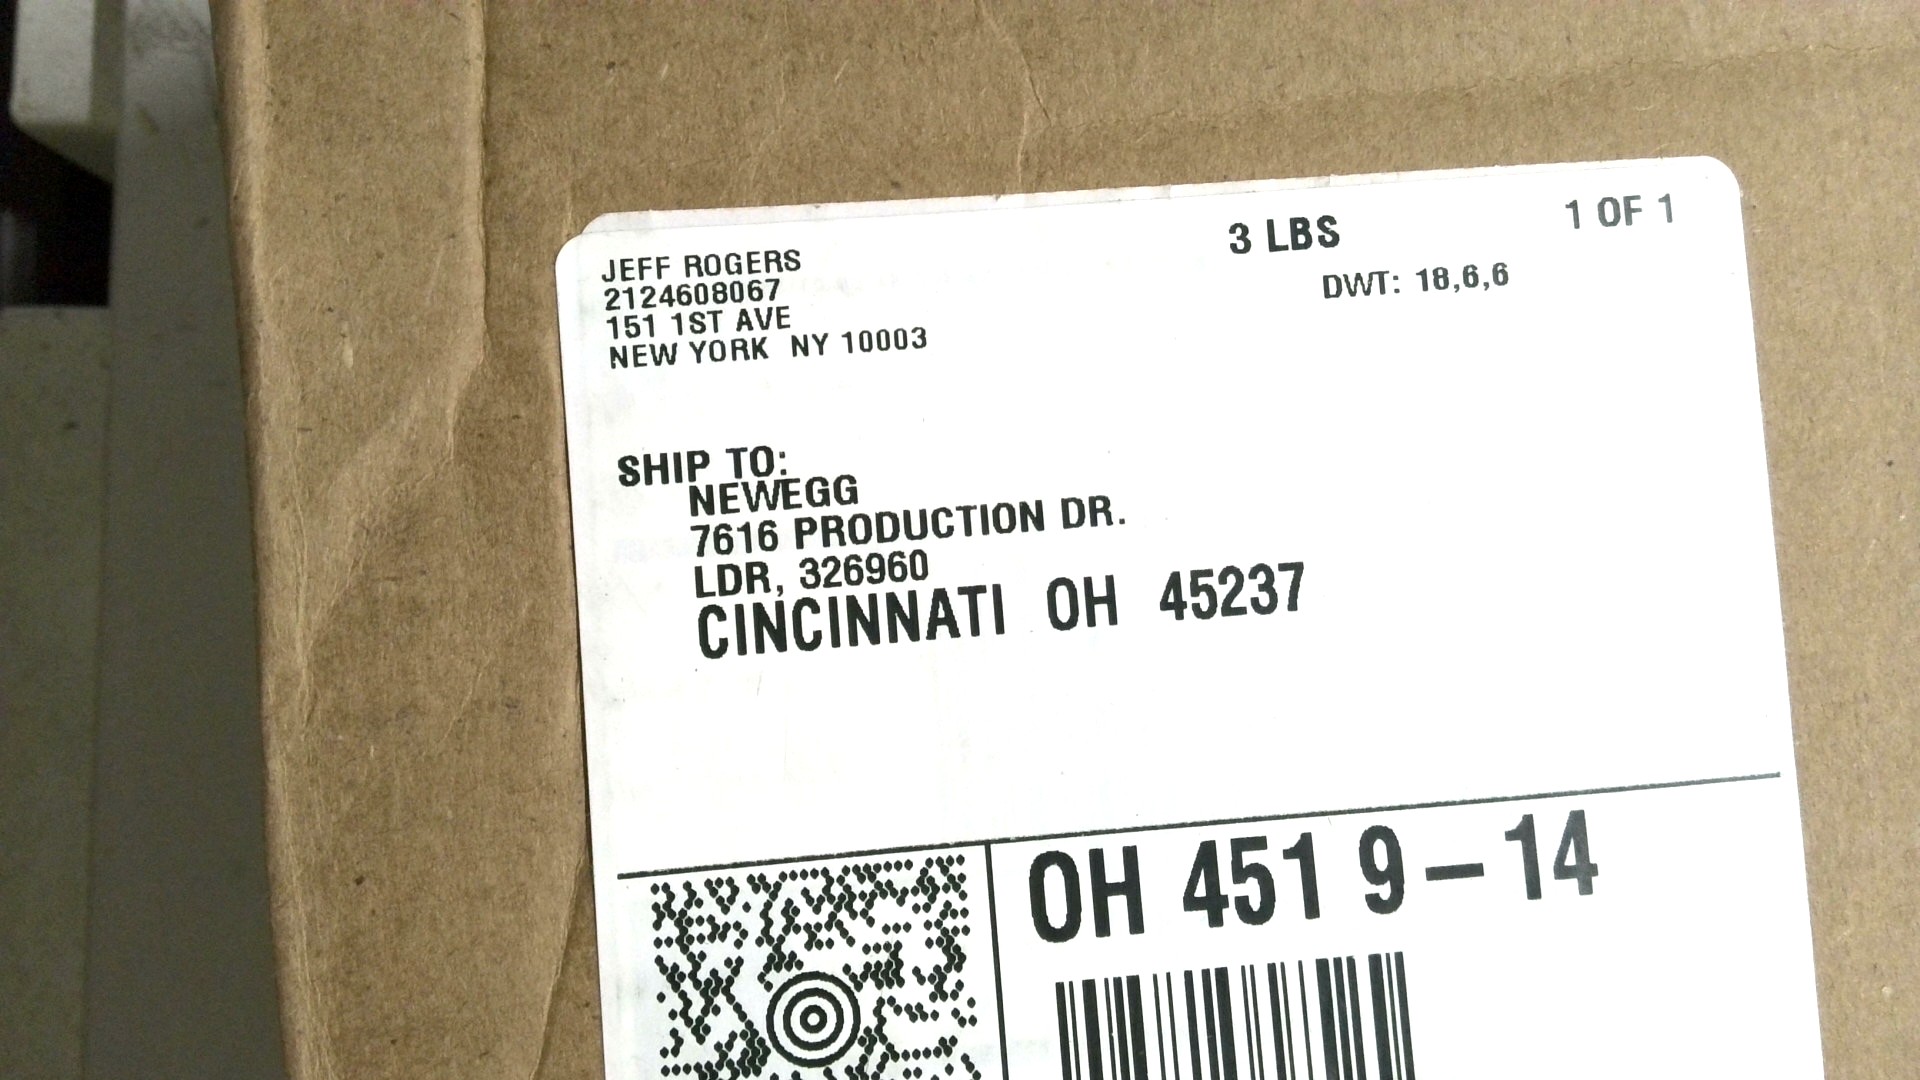 JEFF ROGERS
2124608067
151 1ST AVE
NEW YORK NY 10003
3 LBS
1 OF 1
DWT: 18,6,6
SHIP TO:
NEWEGG
7616 PRODUCTION DR.
LDR, 326960
CINCINNATI OH 45237
OH 451 9-14